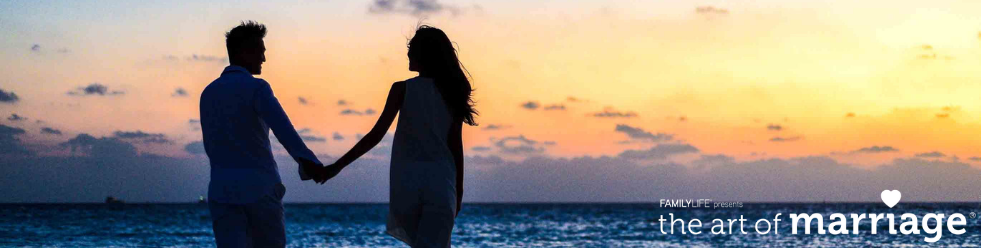 FAMILYLIFE® presents
the art of marriage®